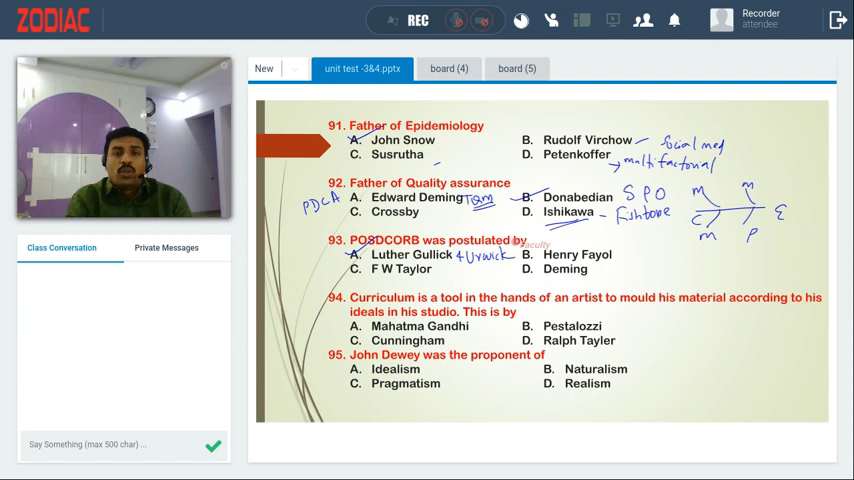 ZODIAC
REC
Recorder
attendee
New
unit test -3&4.pptx
board (4)
board (5)
91. Father of Epidemiology
A. John Snow
B. Rudolf Virchow
Social med
C. Susrutha
D. Petenkoffer
multifactorial
92. Father of Quality assurance
PDCA
A. Edward Deming
TQM
B. Donabedian
SPO
C. Crosby
D. Ishikawa
Fishbone
M
M
C
E
M
P
93. POSDCORB was postulated by
Faculty
A. Luther Gullick
+ Urwick
B. Henry Fayol
C. F W Taylor
D. Deming
94. Curriculum is a tool in the hands of an artist to mould his material according to his
ideals in his studio. This is by
A. Mahatma Gandhi
B. Pestalozzi
C. Cunningham
D. Ralph Tayler
95. John Dewey was the proponent of
A. Idealism
B. Naturalism
C. Pragmatism
D. Realism
Class Conversation
Private Messages
Say Something (max 500 char) ...